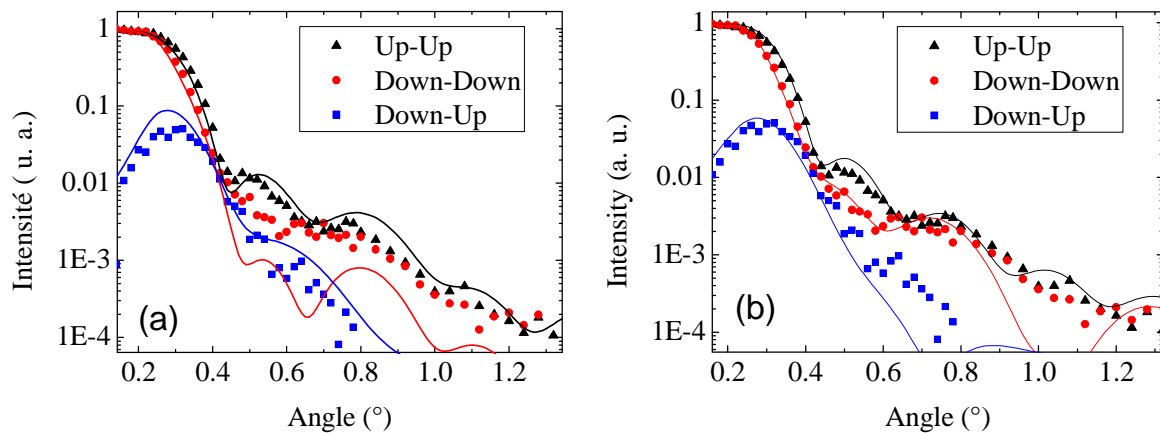 1
0.1
0.01
1E-3
1E-4
Intensité ( u. a.)
Up-Up
Down-Down
Down-Up
(a)
0.2 0.4 0.6 0.8 1.0 1.2
Angle (°)
1
0.1
0.01
1E-3
1E-4
Intensity (a. u.)
Up-Up
Down-Down
Down-Up
(b)
0.2 0.4 0.6 0.8 1.0 1.2
Angle (°)